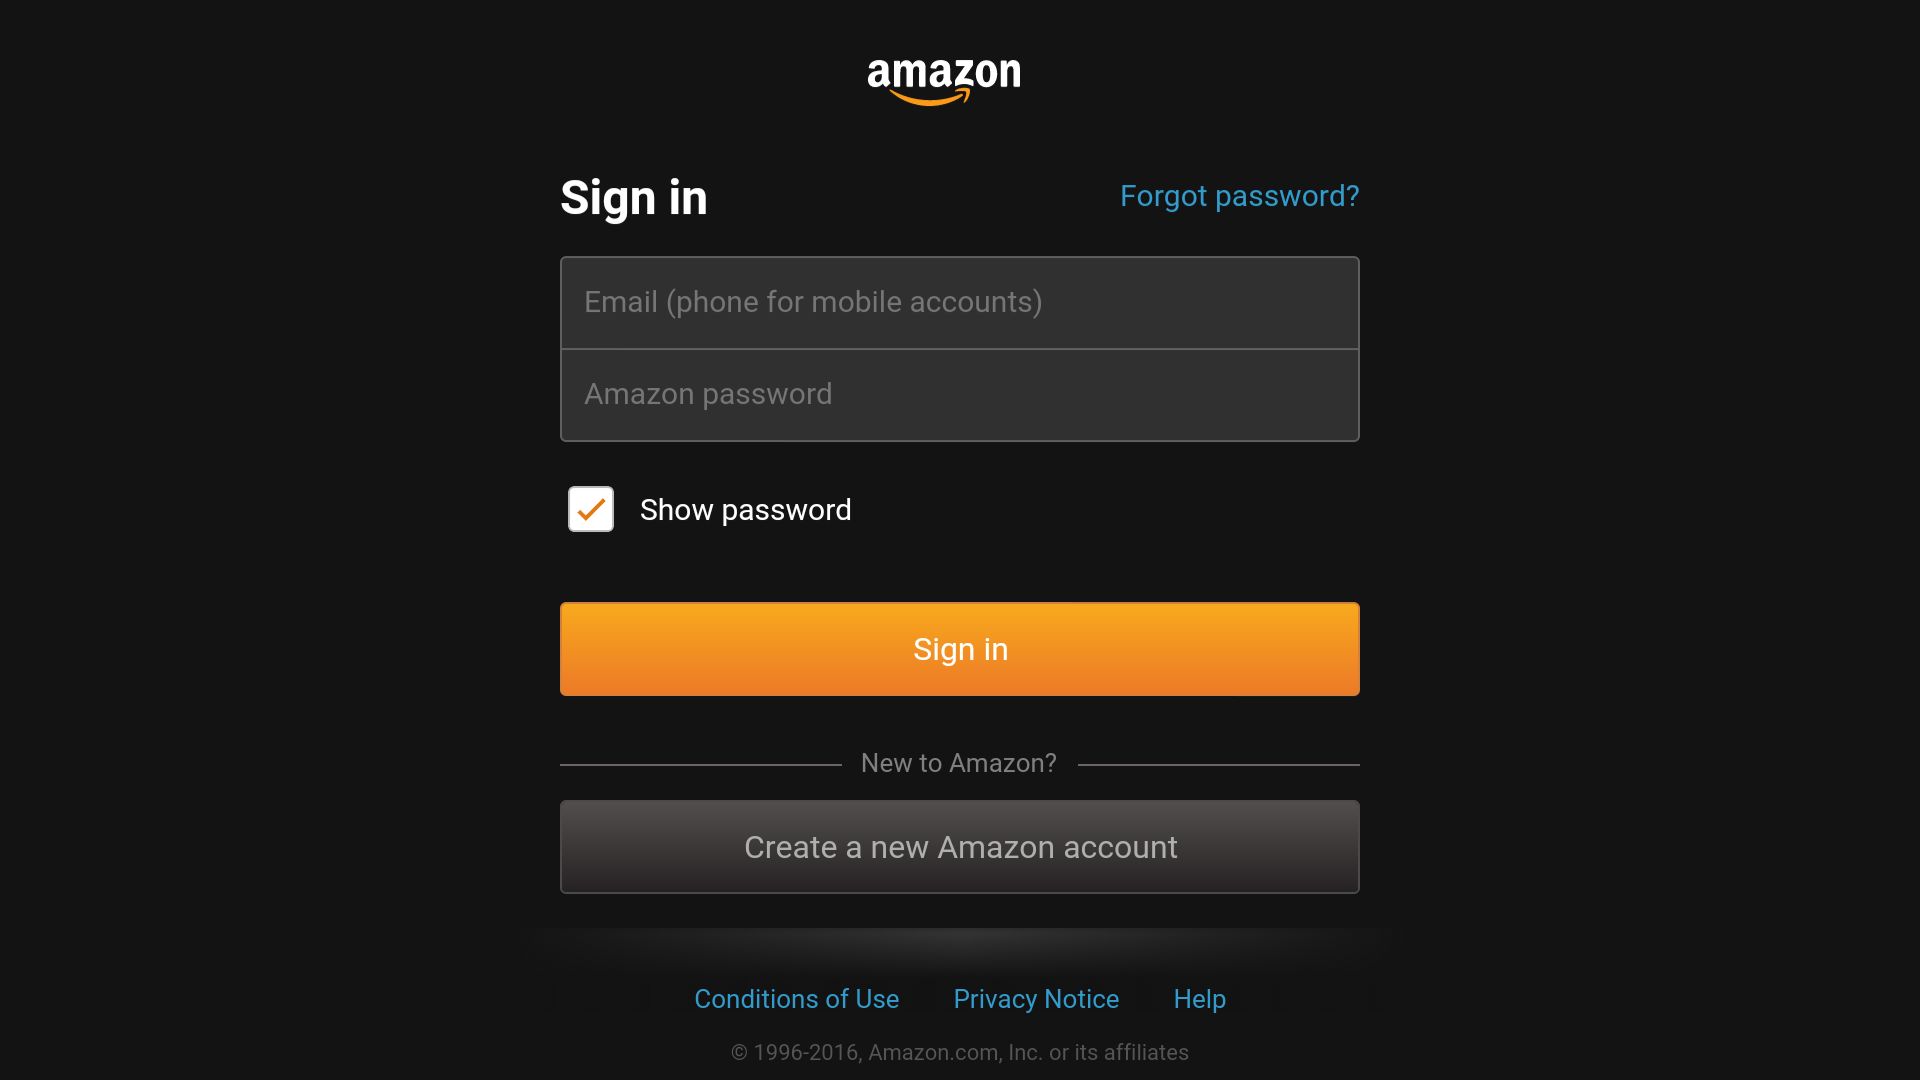 amazon
Sign in
Forgot password?
Email (phone for mobile accounts)
Amazon password
Show password
Sign in
New to Amazon?
Create a new Amazon account
Conditions of Use Privacy Notice Help
© 1996-2016, Amazon.com, Inc. or its affiliates